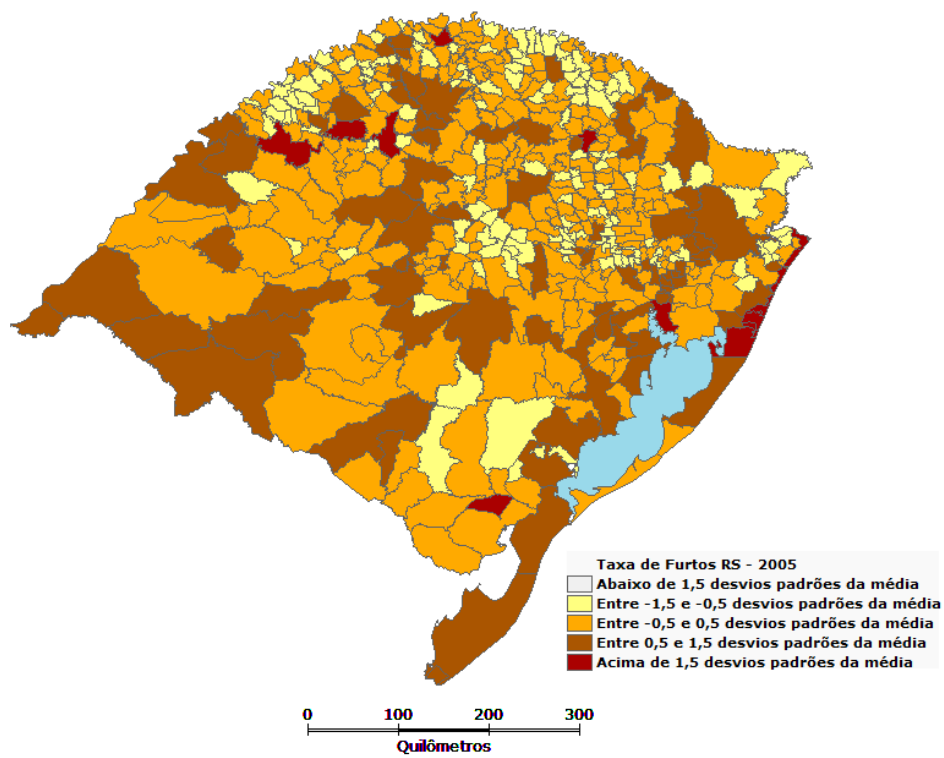 Taxa de Furtos RS - 2005
Abaixo de 1,5 desvios padrões da média
Entre -1,5 e -0,5 desvios padrões da média
Entre -0,5 e 0,5 desvios padrões da média
Entre 0,5 e 1,5 desvios padrões da média
Acima de 1,5 desvios padrões da média
0 100 200 300
Quilômetros